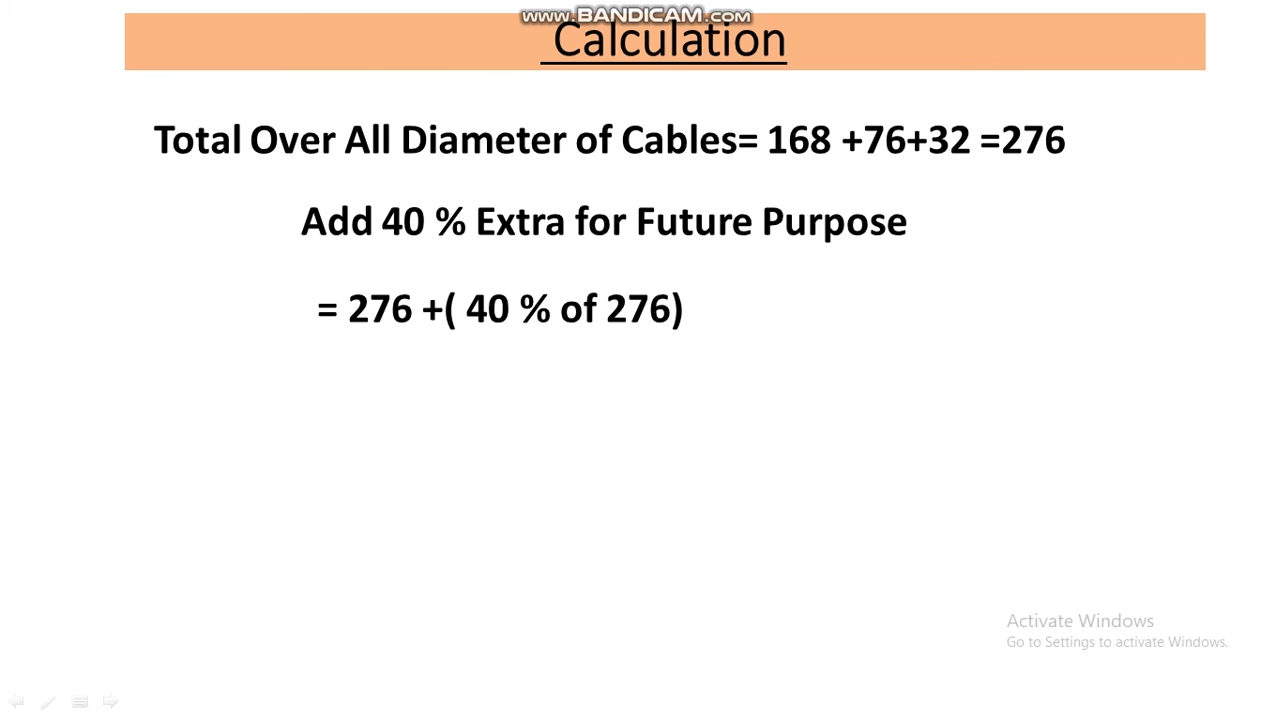 www.BANDICAM.com
Calculation
Total Over All Diameter of Cables= 168 +76+32 =276
Add 40 % Extra for Future Purpose
= 276 +( 40 % of 276)
Activate Windows
Go to Settings to activate Windows.